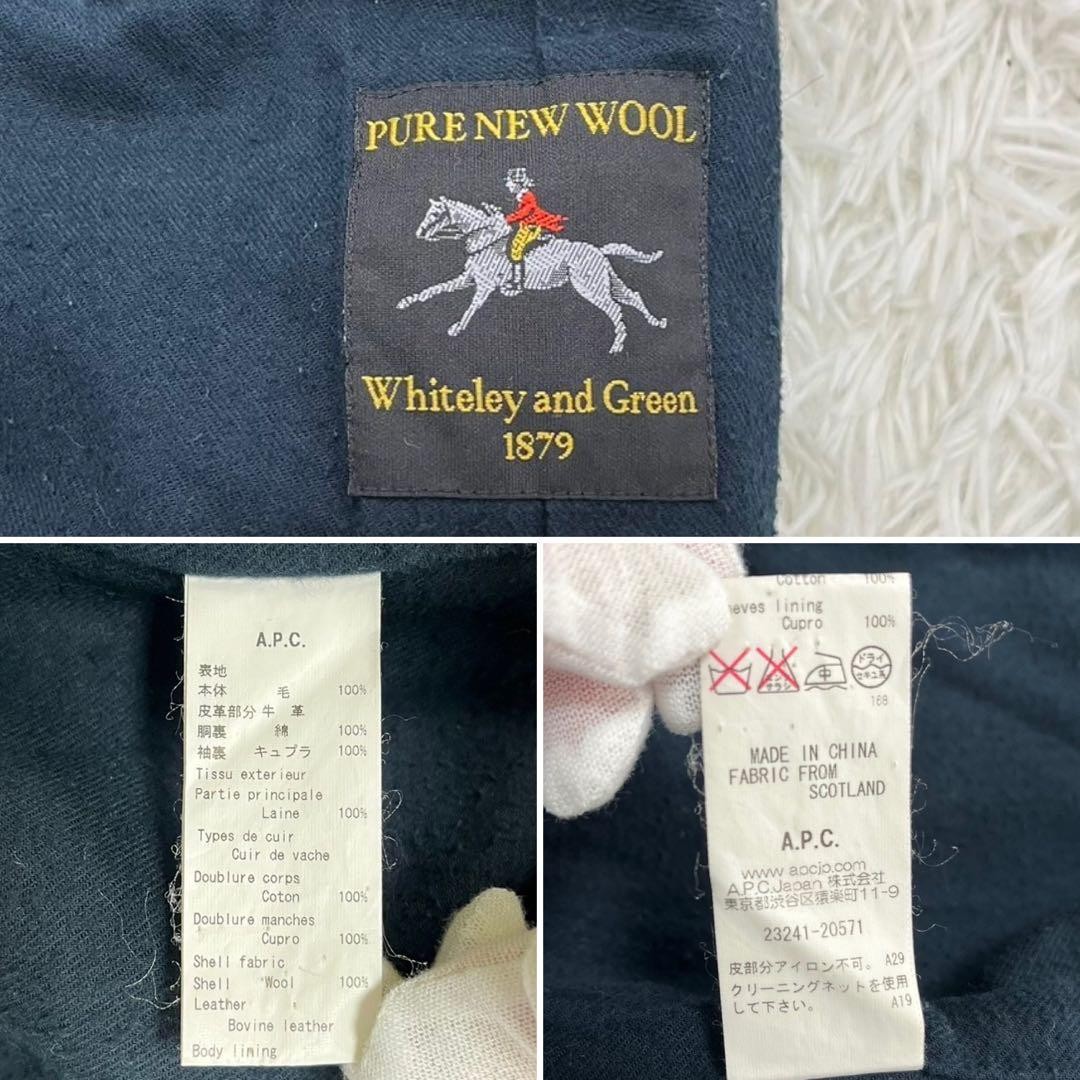 PURE NEW WOOL
Whiteley and Green
1879
A.P.C.
表地
本体 毛 100%
皮革部分 牛 革
胴裏 綿 100%
袖裏 キュプラ 100%
Tissu exterieur
Partie principale
Laine 100%
Types de cuir
Cuir de vache
Doublure corps
Coton 100%
Doublure manches
Cupro 100%
Shell fabric
Shell Wool 100%
Leather
Bovine leather
Body lining
Cotton 100%
eeves lining
Cupro 100%
中
ドライ
セキユ系
168
MADE IN CHINA
FABRIC FROM
SCOTLAND
A.P.C.
www.apcjp.com
A.P.C.Japan 株式会社
東京都渋谷区猿楽町11-9
23241-20571
皮部分アイロン不可。 A29
クリーニングネットを使用
して下さい。 A19